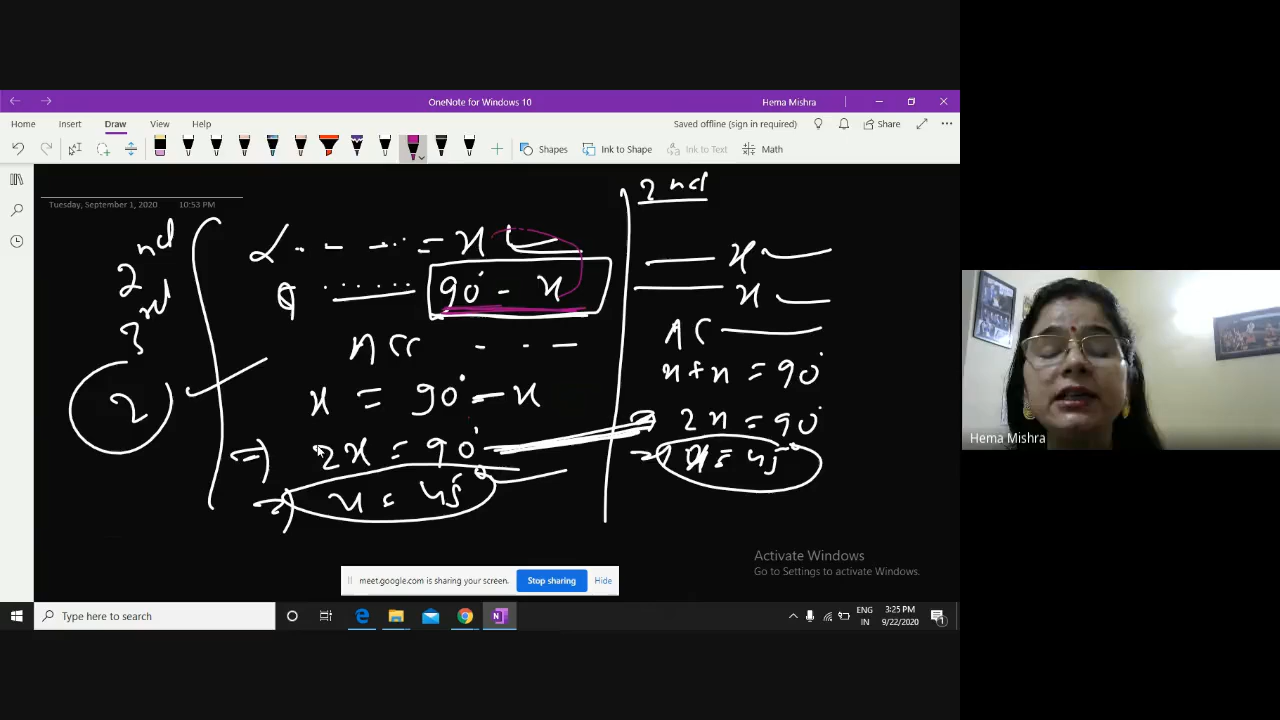 OneNote for Windows 10
Hema Mishra
Home Insert Draw View Help
Saved offline (sign in required)
Share
Shapes
Ink to Shape
Ink to Text
Math
Tuesday, September 1, 2020 10:53 PM
2nd
3rd
2
∠ .. - - ... = x
90° - x
ACC - - -
x = 90° - x
⇒ 2x = 90°
⇒ x = 45°
2nd
x
x
AC
x + x = 90°
⇒ 2x = 90°
⇒ x = 45°
Hema Mishra
Activate Windows
Go to Settings to activate Windows.
meet.google.com is sharing your screen.
Stop sharing
Hide
Type here to search
ENG
IN
3:25 PM
9/22/2020
1